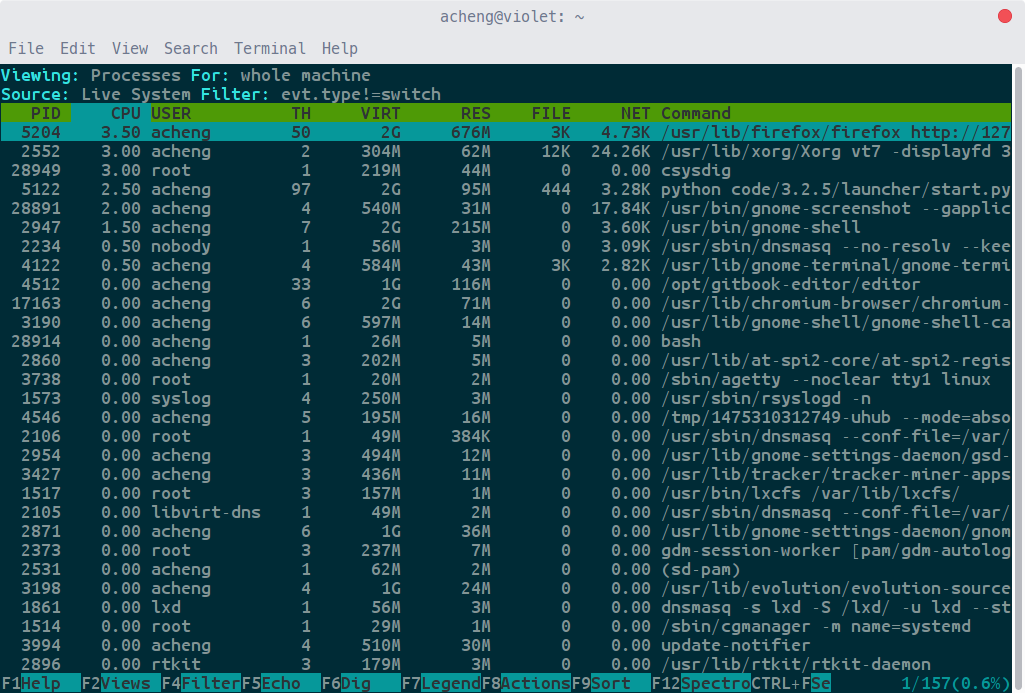 acheng@violet: ~
File Edit View Search Terminal Help
Viewing: Processes For: whole machine
Source: Live System Filter: evt.type!=switch
PID CPU USER TH VIRT RES FILE NET Command
5204 3.50 acheng 50 2G 676M 3K 4.73K /usr/lib/firefox/firefox http://127
2552 3.00 acheng 2 304M 62M 12K 24.26K /usr/lib/xorg/Xorg vt7 -displayfd 3
28949 3.00 root 1 219M 44M 0 0.00 csysdig
5122 2.50 acheng 97 2G 95M 444 3.28K python code/3.2.5/launcher/start.py
28891 2.00 acheng 4 540M 31M 0 17.84K /usr/bin/gnome-screenshot --gapplic
2947 1.50 acheng 7 2G 215M 0 3.60K /usr/bin/gnome-shell
2234 0.50 nobody 1 56M 3M 0 3.09K /usr/sbin/dnsmasq --no-resolv --kee
4122 0.50 acheng 4 584M 43M 3K 2.82K /usr/lib/gnome-terminal/gnome-termi
4512 0.00 acheng 33 1G 116M 0 0.00 /opt/gitbook-editor/editor
17163 0.00 acheng 6 2G 71M 0 0.00 /usr/lib/chromium-browser/chromium-
3190 0.00 acheng 6 597M 14M 0 0.00 /usr/lib/gnome-shell/gnome-shell-ca
28914 0.00 acheng 1 26M 5M 0 0.00 bash
2860 0.00 acheng 3 202M 5M 0 0.00 /usr/lib/at-spi2-core/at-spi2-regis
3738 0.00 root 1 20M 2M 0 0.00 /sbin/agetty --noclear tty1 linux
1573 0.00 syslog 4 250M 3M 0 0.00 /usr/sbin/rsyslogd -n
4546 0.00 acheng 5 195M 16M 0 0.00 /tmp/1475310312749-uhub --mode=abso
2106 0.00 root 1 49M 384K 0 0.00 /usr/sbin/dnsmasq --conf-file=/var/
2954 0.00 acheng 3 494M 12M 0 0.00 /usr/lib/gnome-settings-daemon/gsd-
3427 0.00 acheng 3 436M 11M 0 0.00 /usr/lib/tracker/tracker-miner-apps
1517 0.00 root 3 157M 1M 0 0.00 /usr/bin/lxcfs /var/lib/lxcfs/
2105 0.00 libvirt-dns 1 49M 2M 0 0.00 /usr/sbin/dnsmasq --conf-file=/var/
2871 0.00 acheng 6 1G 36M 0 0.00 /usr/lib/gnome-settings-daemon/gnom
2373 0.00 root 3 237M 7M 0 0.00 gdm-session-worker [pam/gdm-autolog
2531 0.00 acheng 1 62M 2M 0 0.00 (sd-pam)
3198 0.00 acheng 4 1G 24M 0 0.00 /usr/lib/evolution/evolution-source
1861 0.00 lxd 1 56M 3M 0 0.00 dnsmasq -s lxd -S /lxd/ -u lxd --st
1514 0.00 root 1 29M 1M 0 0.00 /sbin/cgmanager -m name=systemd
3994 0.00 acheng 4 510M 30M 0 0.00 update-notifier
2896 0.00 rtkit 3 179M 3M 0 0.00 /usr/lib/rtkit/rtkit-daemon
F1Help F2Views F4Filter F5Echo F6Dig F7Legend F8Actions F9Sort F12Spectro CTRL+FSe 1/157(0.6%)